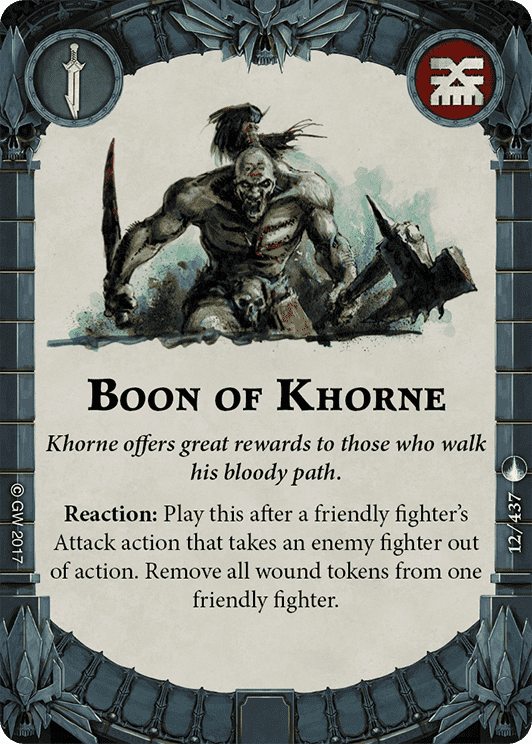 BOON OF KHORNE
Khorne offers great rewards to those who walk
his bloody path.
Reaction: Play this after a friendly fighter's
Attack action that takes an enemy fighter out
of action. Remove all wound tokens from one
friendly fighter.
© GW 2017
12/437